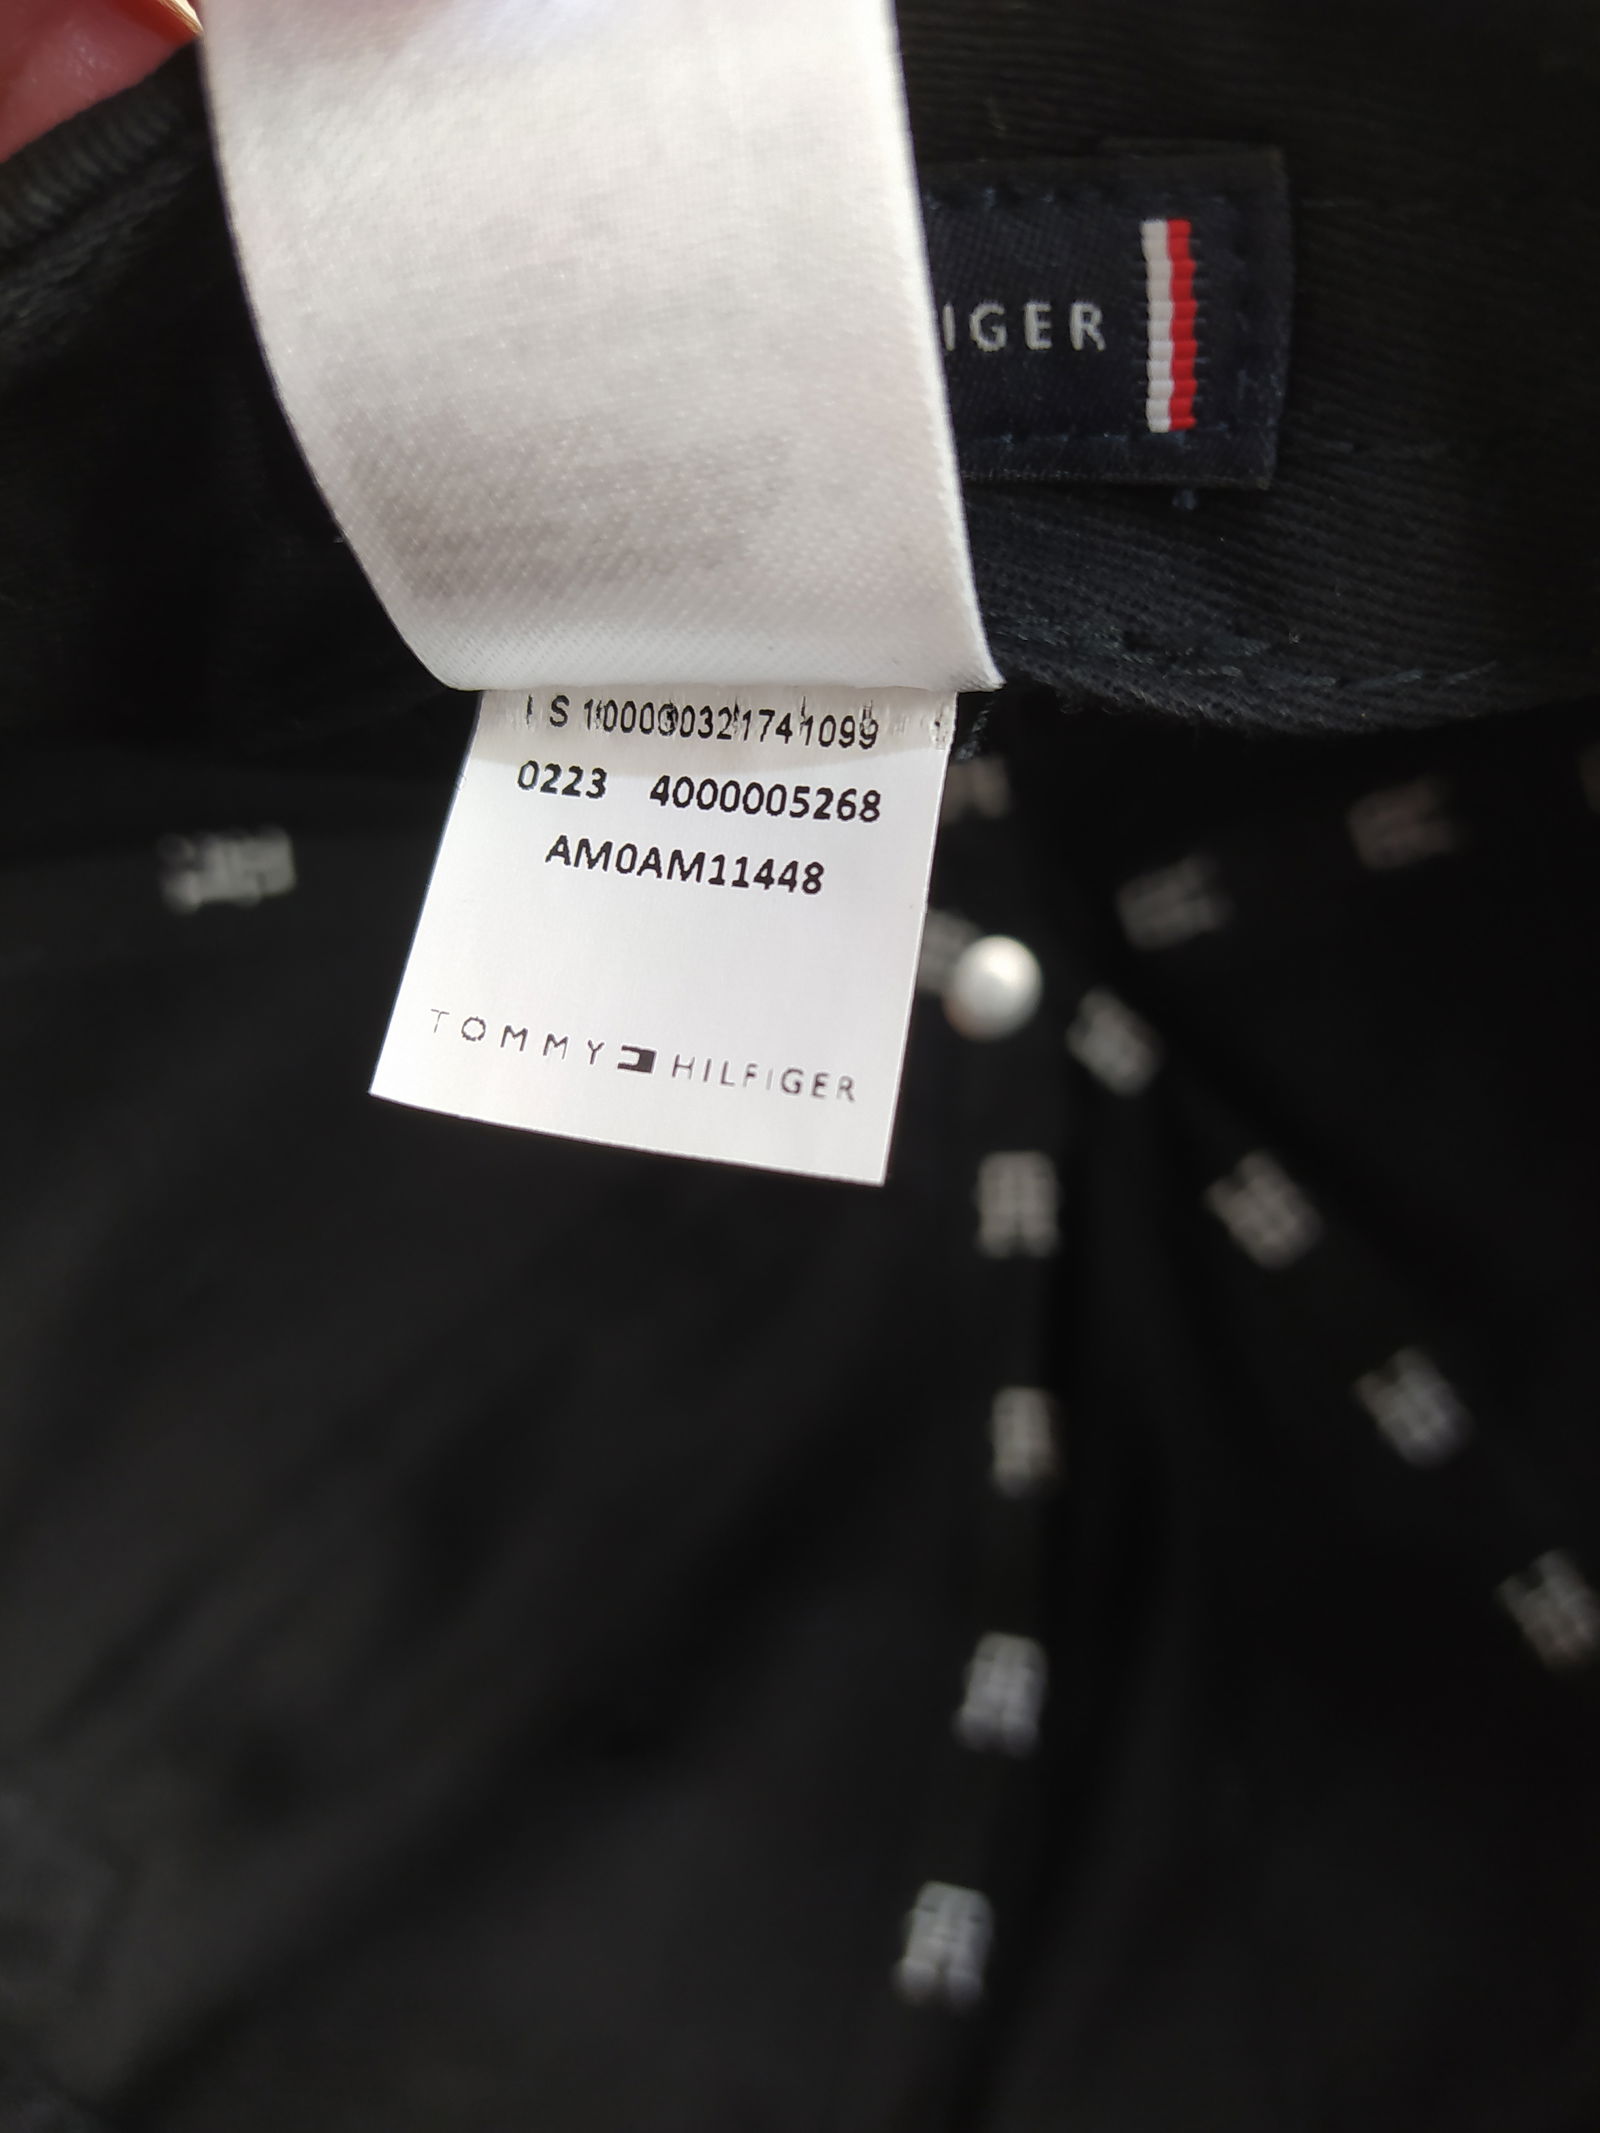 IGER
0223 4000005268
AM0AM11448
TOMMY HILFIGER